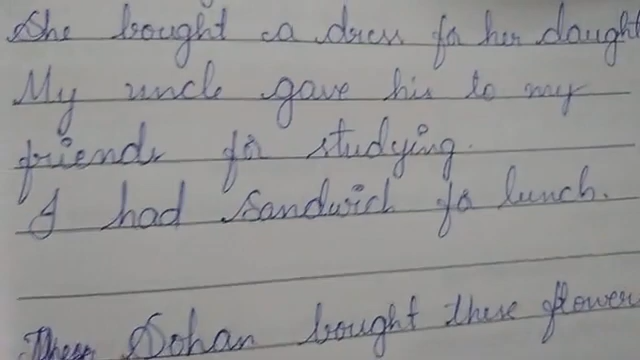 She bought a dress for her daught
My uncle gave his to my
friends for studying.
I had Sandwich for lunch.
Sohan bought these flower